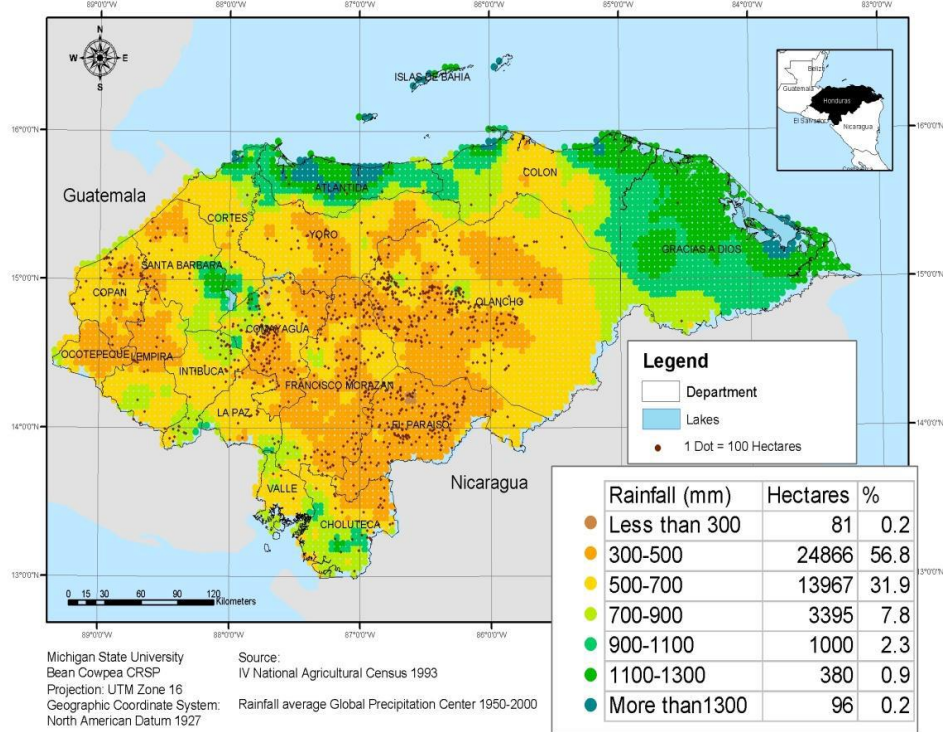 89°0'0"W 88°0'0"W 87°0'0"W 86°0'0"W 85°0'0"W 84°0'0"W 83°0'0"W
N
W E
S
ISLAS DE BAHIA
Belize
Guatemala
Honduras
El Salvador
Nicaragua
Costa Rica
16°0'0"N 16°0'0"N
Guatemala
ATLANTIDA
COLON
CORTES
YORO
GRACIAS A DIOS
SANTA BARBARA
15°0'0"N 15°0'0"N
COPAN
OLANCHO
COMAYAGUA
OCOTEPEQUE
LEMPIRA
INTIBUCA
FRANCISCO MORAZAN
LA PAZ
EL PARAISO
14°0'0"N 14°0'0"N
VALLE
Nicaragua
CHOLUTECA
13°0'0"N 13°0'0"N
Legend
Department
Lakes
1 Dot = 100 Hectares
Rainfall (mm) Hectares %
Less than 300 81 0.2
300-500 24866 56.8
500-700 13967 31.9
700-900 3395 7.8
900-1100 1000 2.3
1100-1300 380 0.9
More than1300 96 0.2
0 15 30 60 90 120
Kilometers
89°0'0"W 88°0'0"W 87°0'0"W 86°0'0"W
Michigan State University
Bean Cowpea CRSP
Projection: UTM Zone 16
Geographic Coordinate System:
North American Datum 1927
Source:
IV National Agricultural Census 1993
Rainfall average Global Precipitation Center 1950-2000